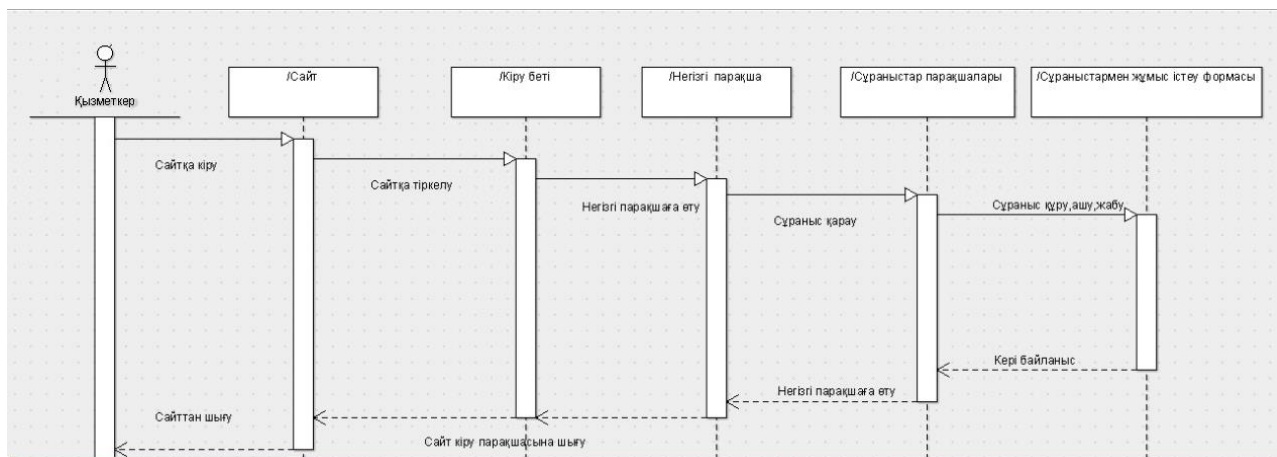 Қызметкер
/Сайт
/Кіру беті
/Негізгі парақша
/Сұраныстар парақшалары
/Сұраныстармен жұмыс істеу формасы
Сайтқа кіру
Сайтқа тіркелу
Негізгі парақшаға өту
Сұраныс қарау
Сұраныс құру,ашу,жабу
Кері байланыс
Негізгі парақшаға өту
Сайт кіру парақшасына шығу
Сайттан шығу